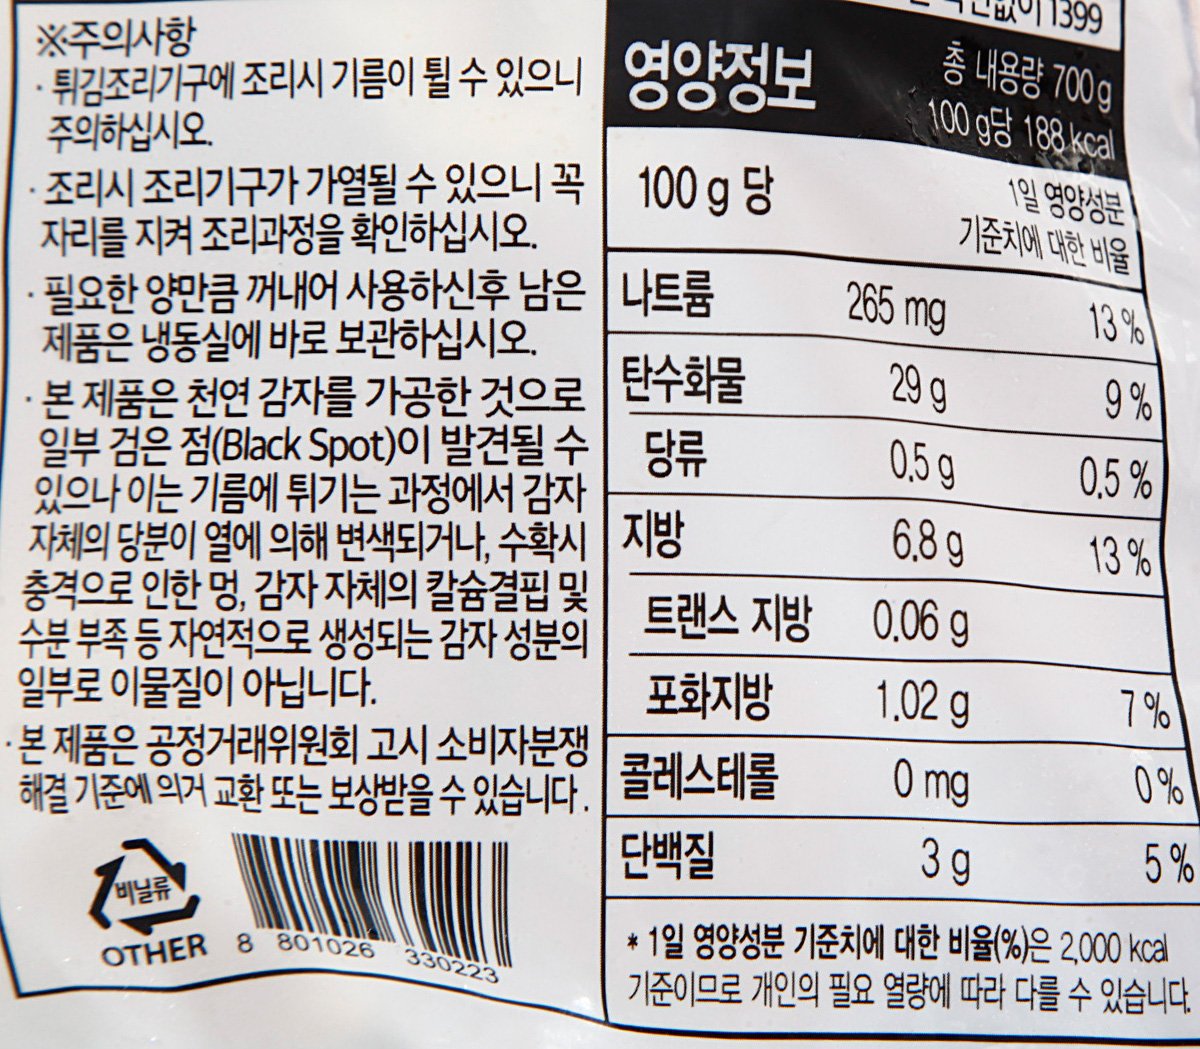 ※주의사항
· 튀김조리기구에 조리시 기름이 튈 수 있으니
주의하십시오.
· 조리시 조리기구가 가열될 수 있으니 꼭
자리를 지켜 조리과정을 확인하십시오.
· 필요한 양만큼 꺼내어 사용하신후 남은
제품은 냉동실에 바로 보관하십시오.
· 본 제품은 천연 감자를 가공한 것으로
일부 검은 점(Black Spot)이 발견될 수
있으나 이는 기름에 튀기는 과정에서 감자
자체의 당분이 열에 의해 변색되거나, 수확시
충격으로 인한 멍, 감자 자체의 칼슘결핍 및
수분 부족 등 자연적으로 생성되는 감자 성분의
일부로 이물질이 아닙니다.
· 본 제품은 공정거래위원회 고시 소비자분쟁
해결 기준에 의거 교환 또는 보상받을 수 있습니다.
비닐류
OTHER
8 801026 330223
1399
영양정보
총 내용량 700 g
100 g당 188 kcal
100 g 당
1일 영양성분
기준치에 대한 비율
나트륨 265 mg 13 %
탄수화물 29 g 9 %
당류 0.5 g 0.5 %
지방 6.8 g 13 %
트랜스 지방 0.06 g
포화지방 1.02 g 7 %
콜레스테롤 0 mg 0 %
단백질 3 g 5 %
* 1일 영양성분 기준치에 대한 비율(%)은 2,000 kcal
기준이므로 개인의 필요 열량에 따라 다를 수 있습니다.